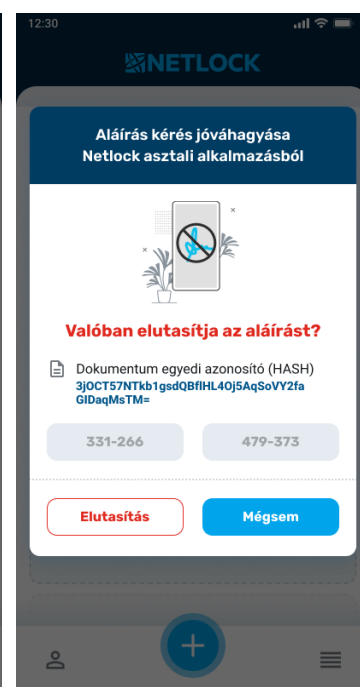 12:30
NETLOCK
Aláírás kérés jóváhagyása
Netlock asztali alkalmazásból
Valóban elutasítja az aláírást?
Dokumentum egyedi azonosító (HASH)
3jOCT57NTkb1gsdQBfIHL4Oj5AqSoVY2fa
GIDaqMsTM=
331-266 479-373
Elutasítás Mégsem